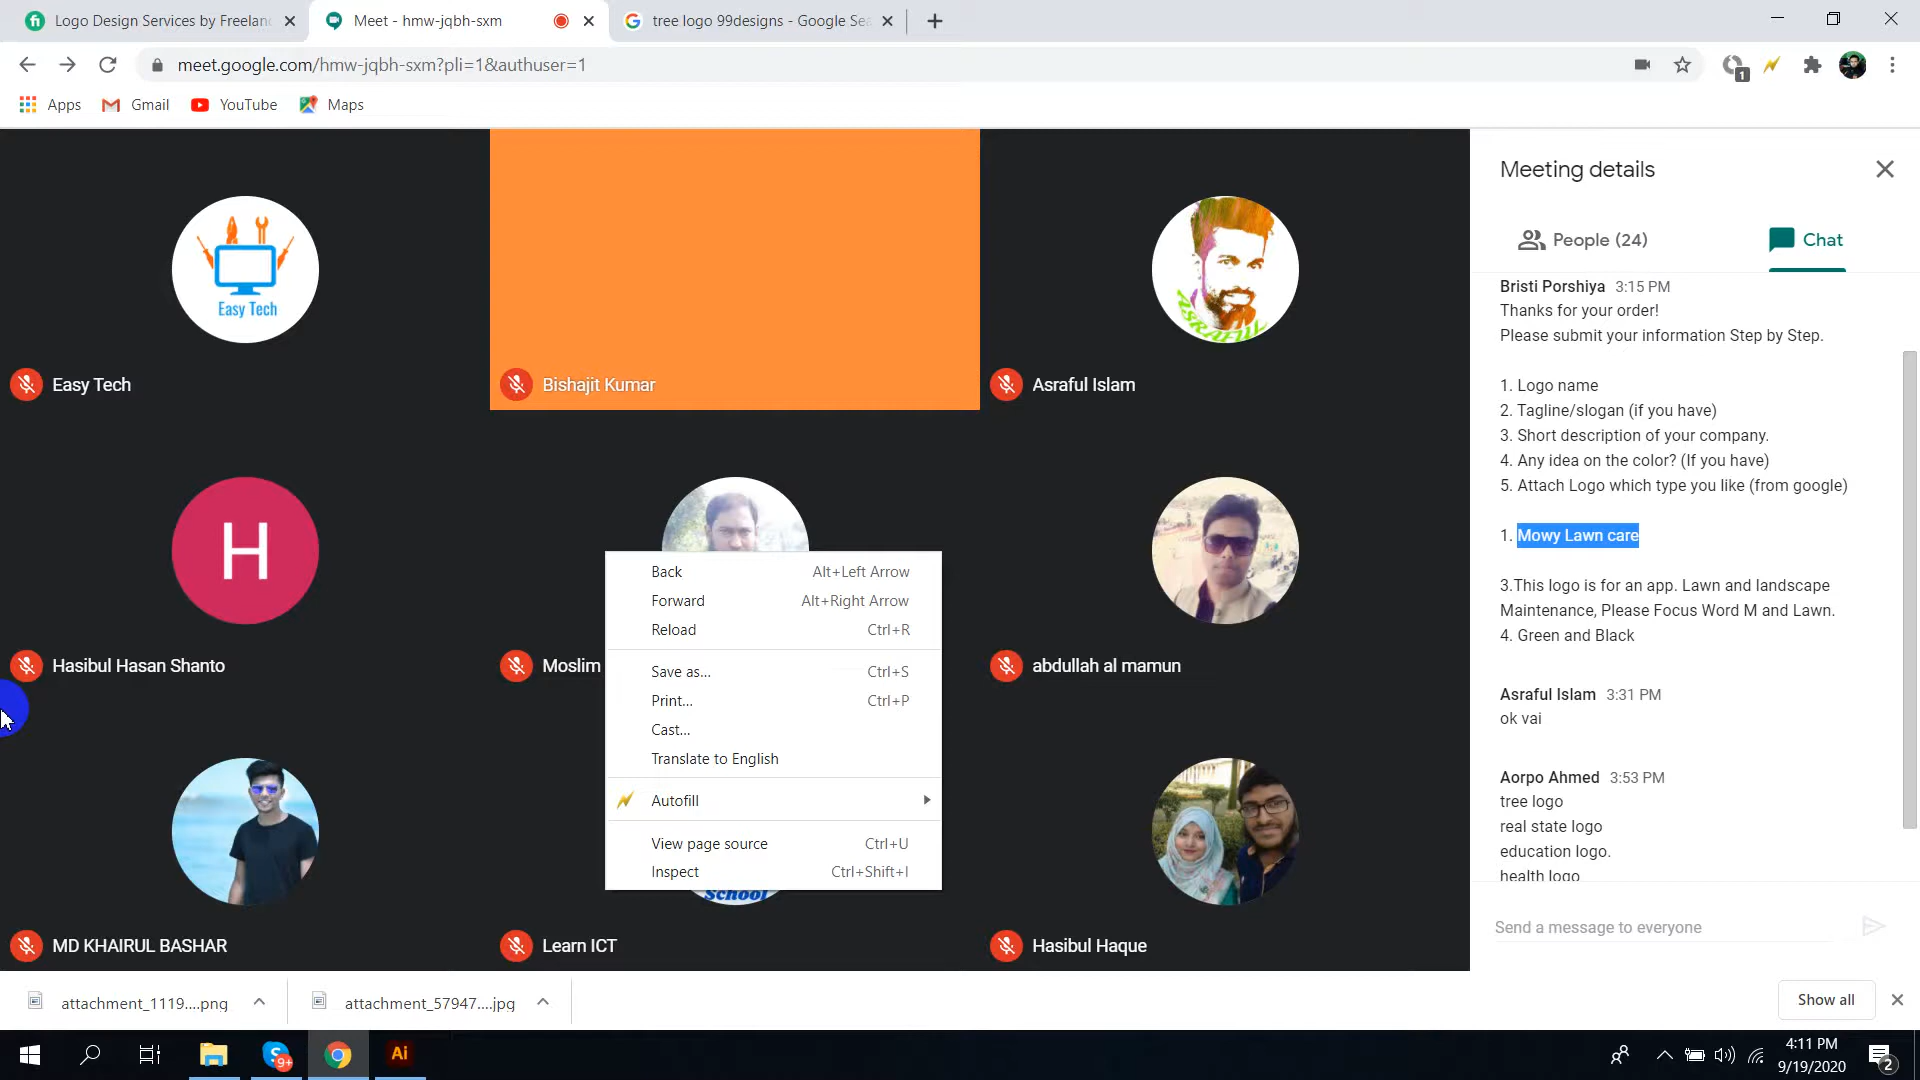 Logo Design Services by Freelan
Meet - hmw-jqbh-sxm
tree logo 99designs - Google Sea
meet.google.com/hmw-jqbh-sxm?pli=1&authuser=1
1
Apps
Gmail
YouTube
Maps
Easy Tech
Easy Tech
Bishajit Kumar
ASRAFUL
Asraful Islam
H
Hasibul Hasan Shanto
Moslim
abdullah al mamun
MD KHAIRUL BASHAR
School
Learn ICT
Hasibul Haque
Back Alt+Left Arrow
Forward Alt+Right Arrow
Reload Ctrl+R
Save as... Ctrl+S
Print... Ctrl+P
Cast...
Translate to English
Autofill
View page source Ctrl+U
Inspect Ctrl+Shift+I
Meeting details
People (24)
Chat
Bristi Porshiya 3:15 PM
Thanks for your order!
Please submit your information Step by Step.
1. Logo name
2. Tagline/slogan (if you have)
3. Short description of your company.
4. Any idea on the color? (If you have)
5. Attach Logo which type you like (from google)
1. Mowy Lawn care
3.This logo is for an app. Lawn and landscape
Maintenance, Please Focus Word M and Lawn.
4. Green and Black
Asraful Islam 3:31 PM
ok vai
Aorpo Ahmed 3:53 PM
tree logo
real state logo
education logo.
health logo
Send a message to everyone
attachment_1119....png
attachment_57947....jpg
Show all
S
9+
Ai
4:11 PM
9/19/2020
2